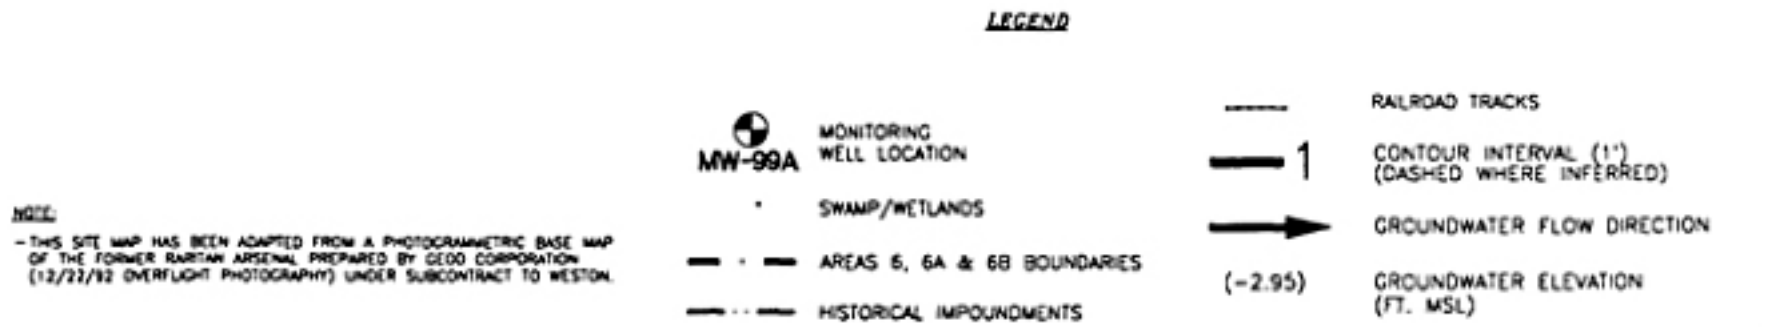 LEGEND
MONITORING
WELL LOCATION
MW-99A
SWAMP/WETLANDS
AREAS 6, 6A & 6B BOUNDARIES
HISTORICAL IMPOUNDMENTS
RAILROAD TRACKS
1
CONTOUR INTERVAL (1')
(DASHED WHERE INFERRED)
GROUNDWATER FLOW DIRECTION
(-2.95)
GROUNDWATER ELEVATION
(FT. MSL)
NOTE:
- THIS SITE MAP HAS BEEN ADAPTED FROM A PHOTOGRAMMETRIC BASE MAP
OF THE FORMER RARITAN ARSENAL PREPARED BY GEOD CORPORATION
(12/22/92 OVERFLIGHT PHOTOGRAPHY) UNDER SUBCONTRACT TO WESTON.